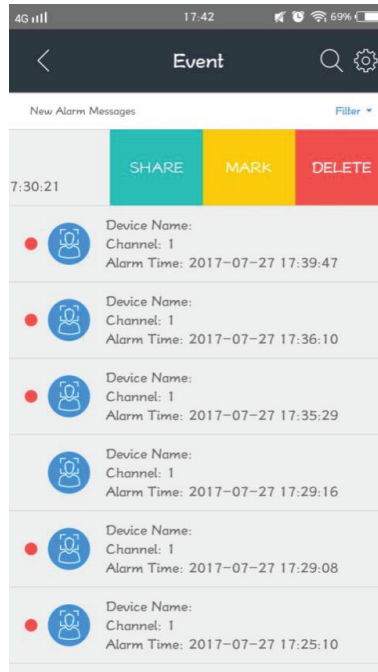 4G 17:42 69%
Event
New Alarm Messages Filter
SHARE MARK DELETE
7:30:21
Device Name:
Channel: 1
Alarm Time: 2017-07-27 17:39:47
Device Name:
Channel: 1
Alarm Time: 2017-07-27 17:36:10
Device Name:
Channel: 1
Alarm Time: 2017-07-27 17:35:29
Device Name:
Channel: 1
Alarm Time: 2017-07-27 17:29:16
Device Name:
Channel: 1
Alarm Time: 2017-07-27 17:29:08
Device Name:
Channel: 1
Alarm Time: 2017-07-27 17:25:10